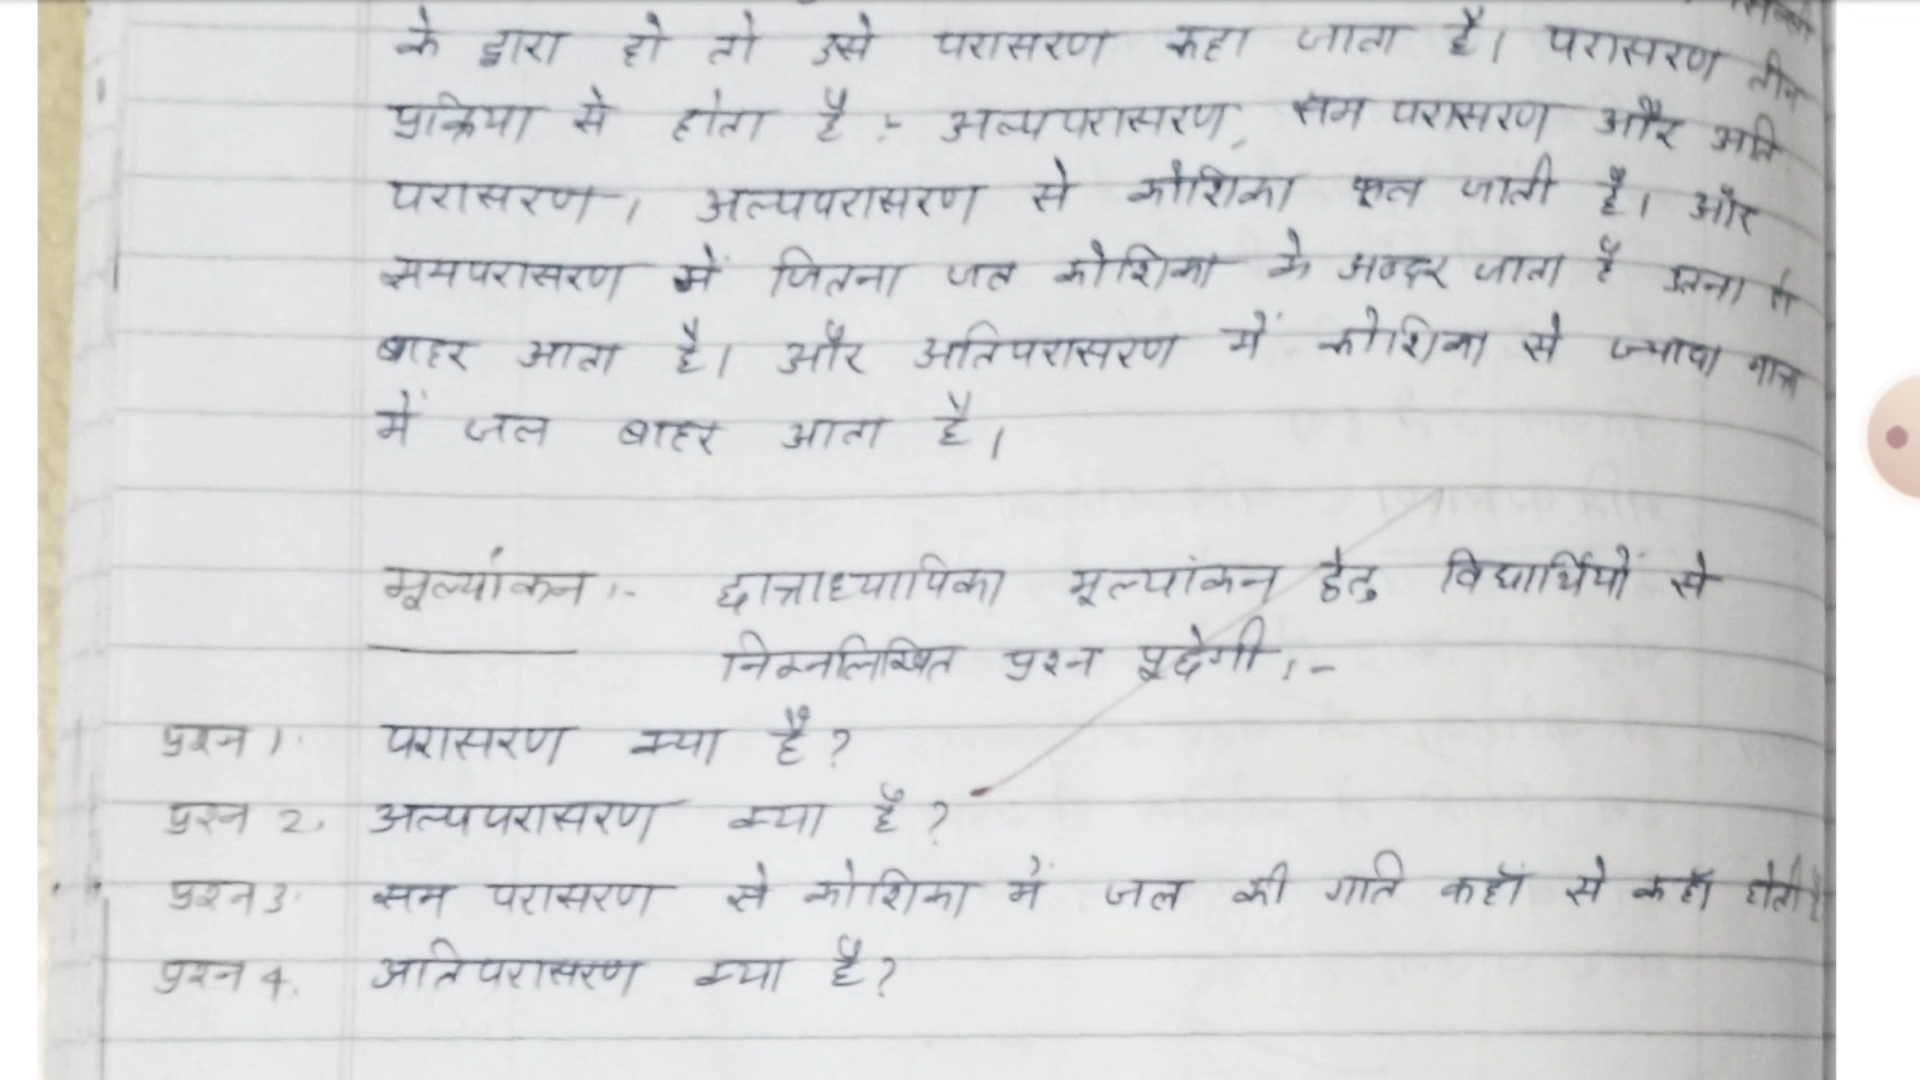 के द्वारा हो तो उसे परासरण कहा जाता है। परासरण तीन
प्रक्रिया से होता है :- अल्पपरासरण, सम परासरण और अति
परासरण। अल्पपरासरण से कोशिका फूल जाती है। और
समपरासरण में जितना जल कोशिका के अन्दर जाता है उतना ही
बाहर आता है। और अतिपरासरण में कोशिका से ज्यादा मात्रा
में जल बाहर आता है।
मूल्यांकन :- छात्राध्यापिका मूल्यांकन हेतु विद्यार्थियों से
निम्नलिखित प्रश्न पूछेगी :-
प्रश्न 1. परासरण क्या है?
प्रश्न 2. अल्पपरासरण क्या है?
प्रश्न 3. सम परासरण से कोशिका में जल की गति कहाँ से कहाँ होती है
प्रश्न 4. अतिपरासरण क्या है?